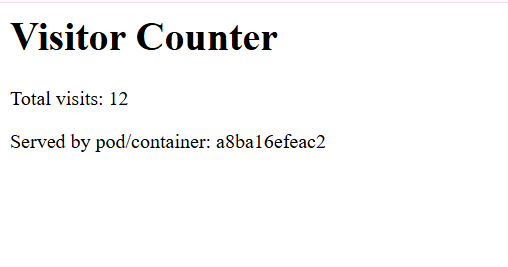 Visitor Counter
Total visits: 12
Served by pod/container: a8ba16efeac2